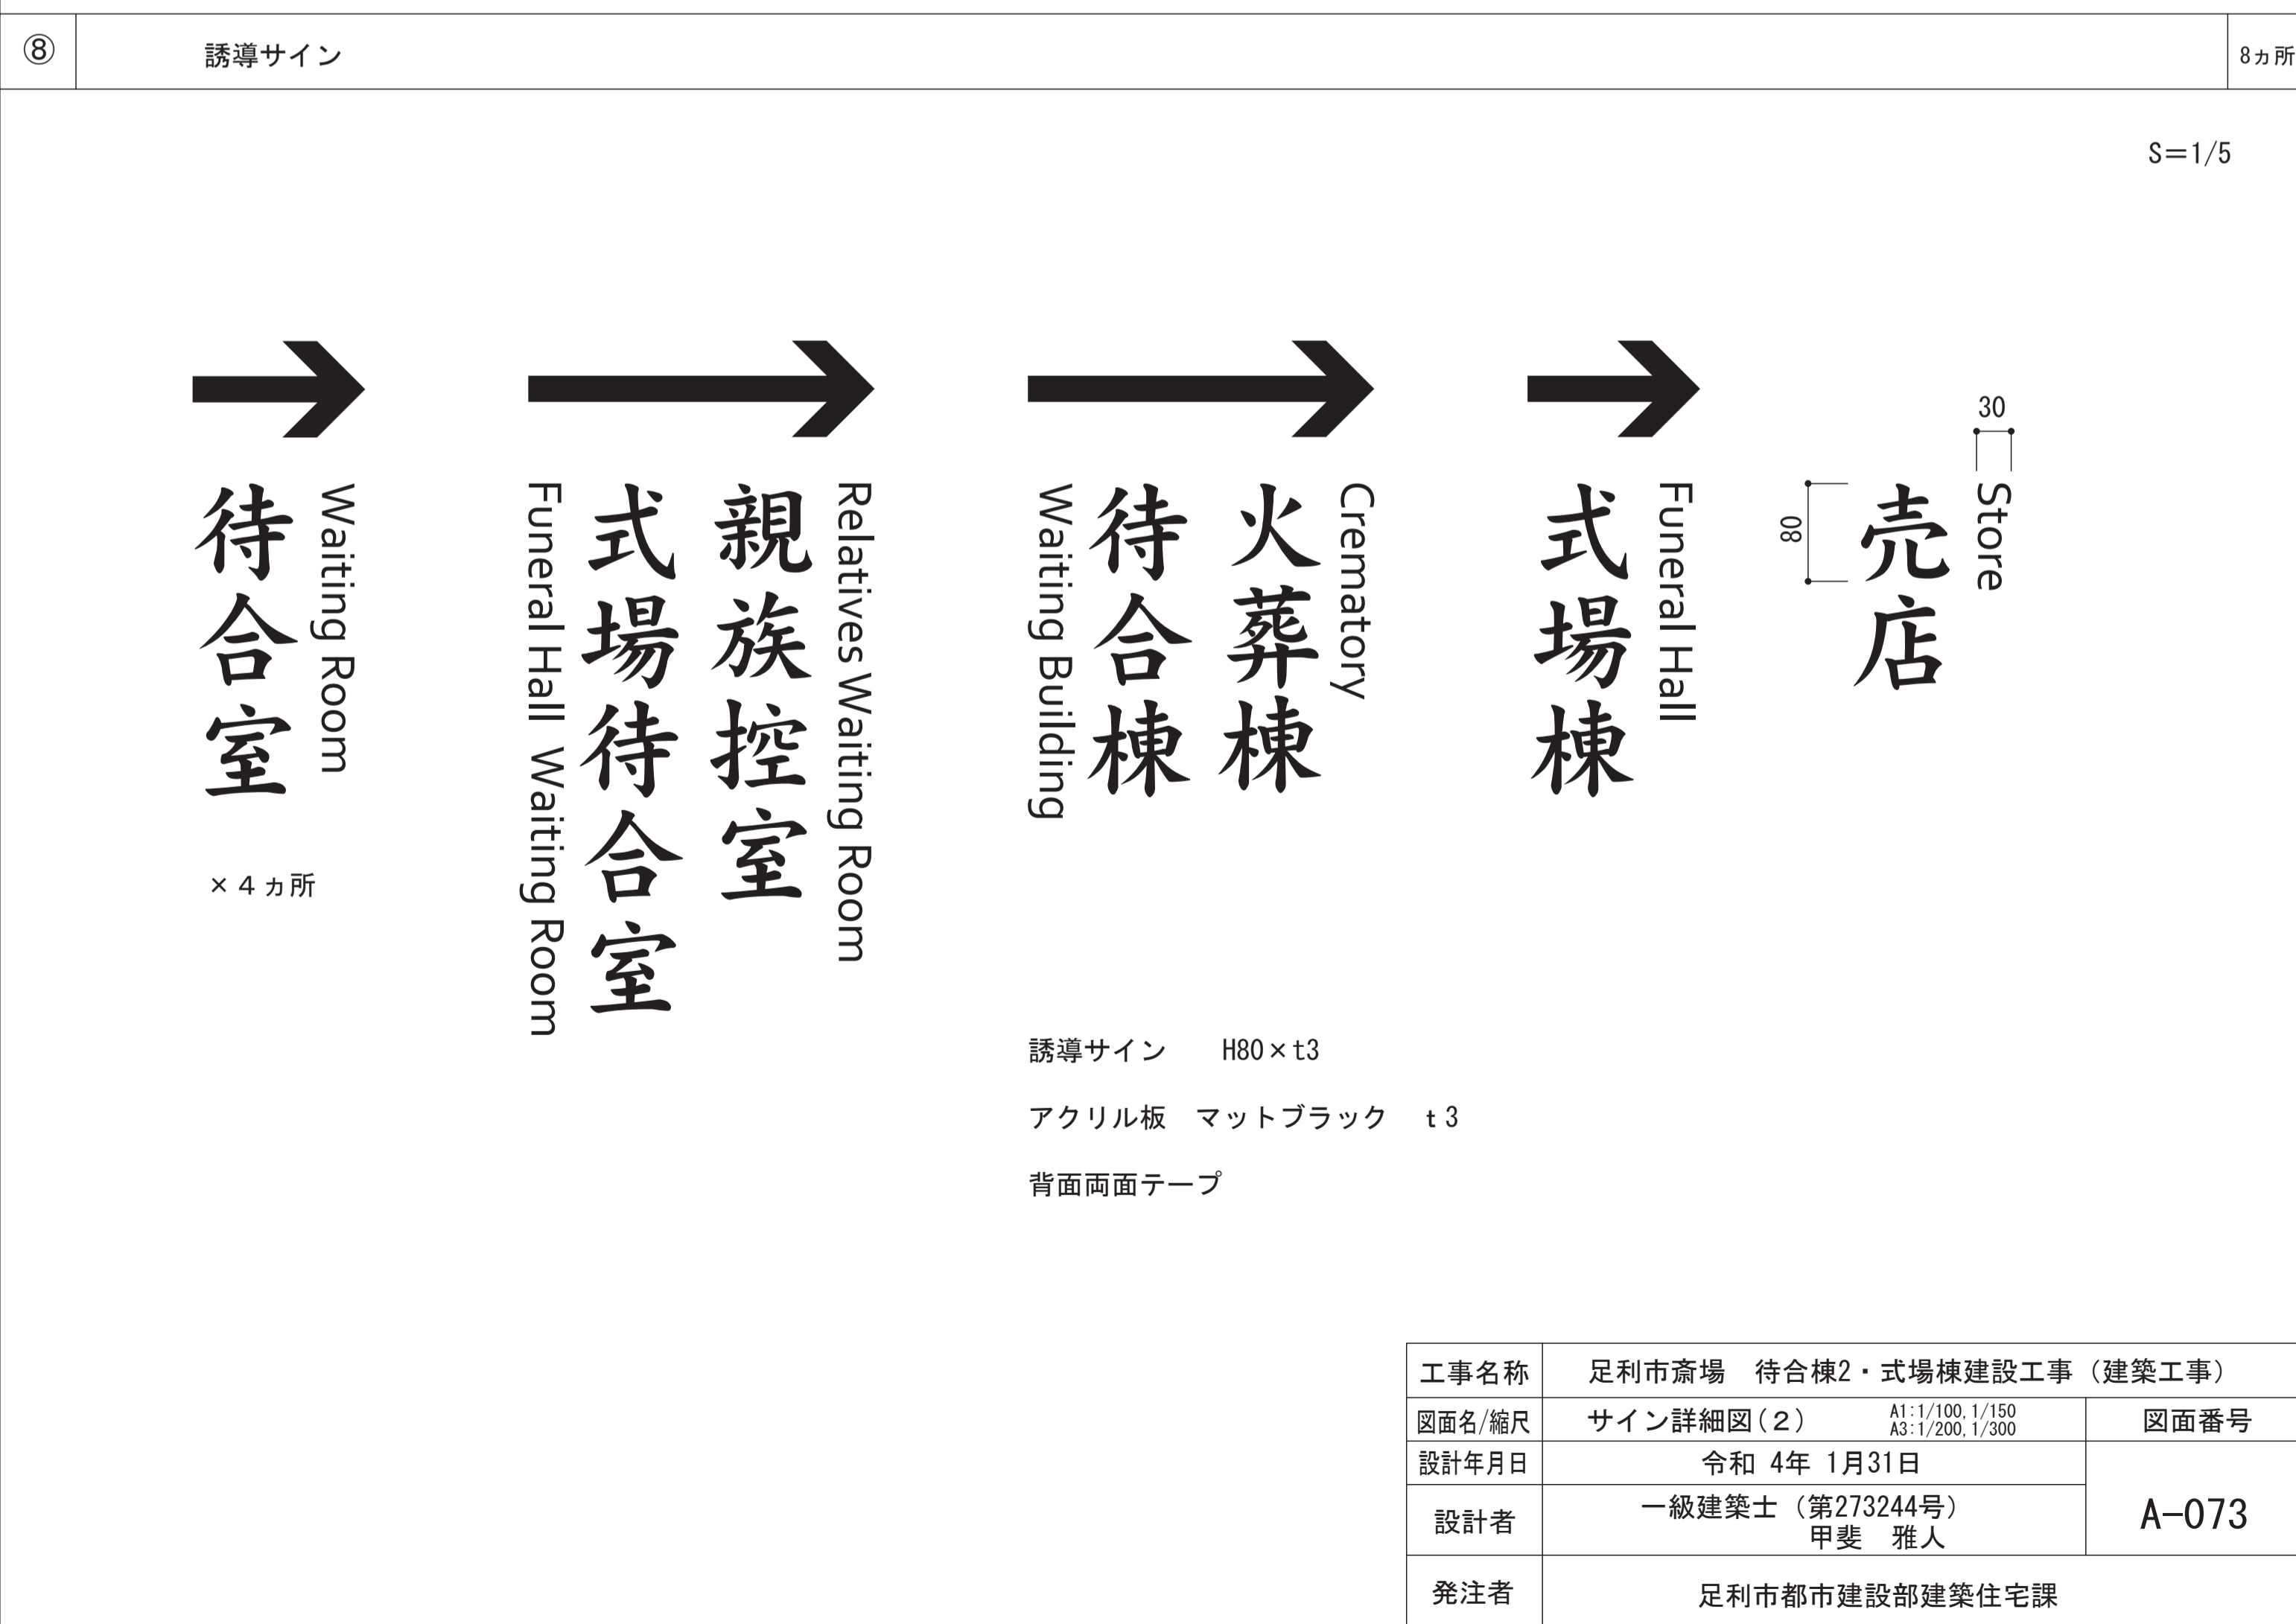 ⑧
誘導サイン
8ヵ所
S=1/5
待合室
Waiting Room
×4ヵ所
親族控室
Relatives Waiting Room
式場待合室
Funeral Hall Waiting Room
火葬棟
Crematory
待合棟
Waiting Building
式場棟
Funeral Hall
売店
Store
30
80
誘導サイン H80×t3
アクリル板 マットブラック t3
背面両面テープ
工事名称 足利市斎場 待合棟2・式場棟建設工事(建築工事)
図面名/縮尺 サイン詳細図(2) A1:1/100,1/150
A3:1/200,1/300
図面番号
設計年月日 令和 4年 1月31日
A-073
設計者 一級建築士(第273244号)
甲斐 雅人
発注者 足利市都市建設部建築住宅課